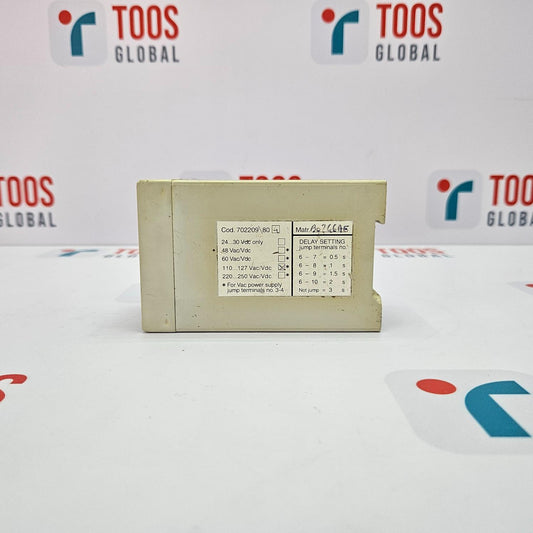 TOOS
GLOBAL
TOOS
GLOBAL
TOOS
GLOBAL
TOOS
GLOBAL
TOOS
GLOBAL
Cod. 702209\80 4
24...30 Vdc only
* 48 Vac/Vdc *
60 Vac/Vdc *
110...127 Vac/Vdc *
220...250 Vac/Vdc *
* For Vac power supply
jump terminals no. 3-4
Matr.
DELAY SETTING
jump terminals no.
6 – 7 = 0.5 s
6 – 8 = 1 s
6 – 9 = 1.5 s
6 – 10 = 2 s
Not jump = 3 s